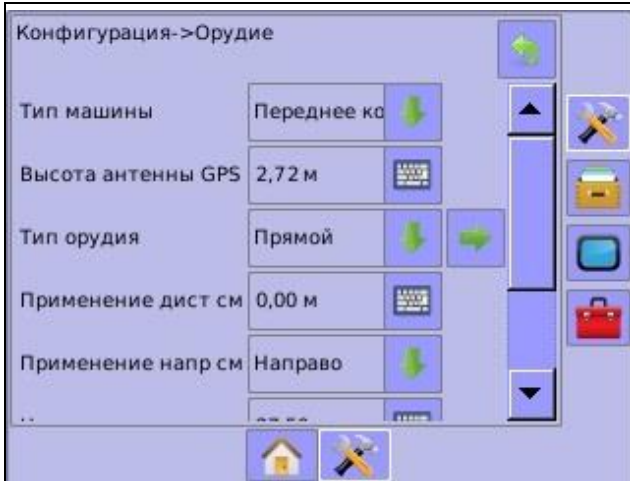 Конфигурация->Орудие
Тип машины Переднее ко
Высота антенны GPS 2,72 м
Тип орудия Прямой
Применение дист см 0,00 м
Применение напр см Направо